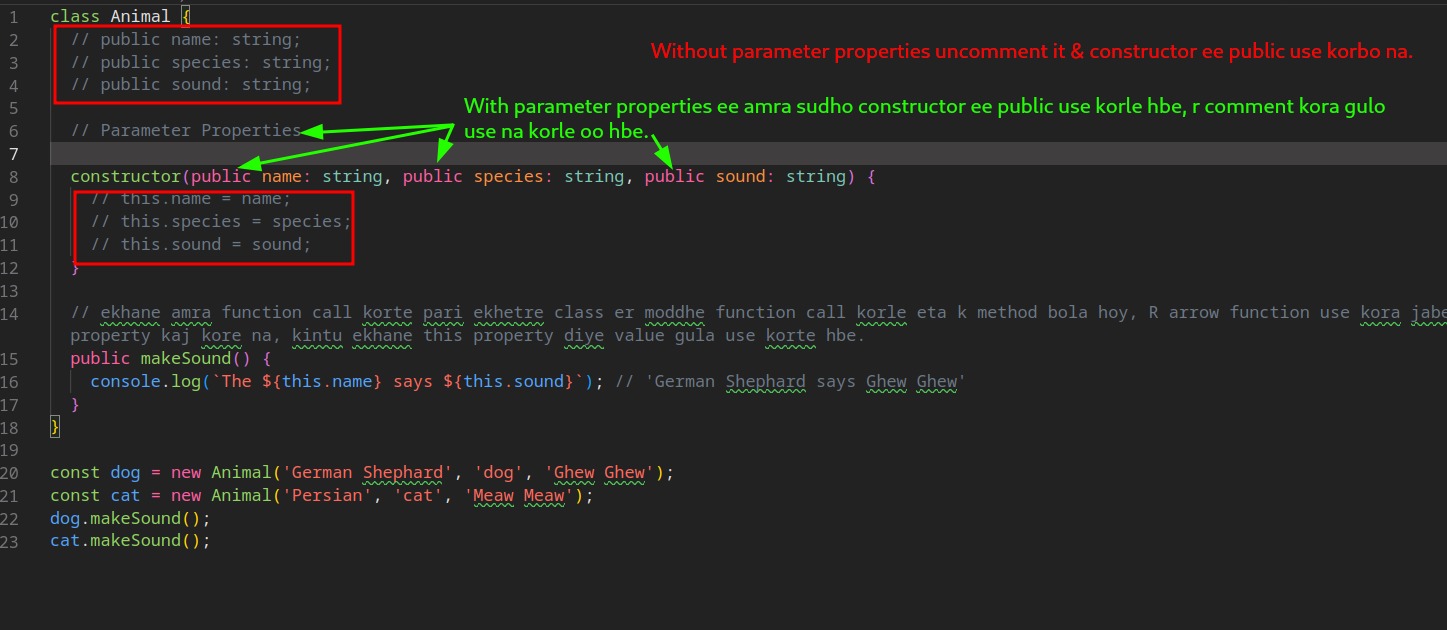 1 class Animal {
2 // public name: string;
Without parameter properties uncomment it & constructor ee public use korbo na.
3 // public species: string;
4 // public sound: string;
5
With parameter properties ee amra sudho constructor ee public use korle hbe, r comment kora gulo
use na korle oo hbe.
6 // Parameter Properties
7
8 constructor(public name: string, public species: string, public sound: string) {
9 // this.name = name;
10 // this.species = species;
11 // this.sound = sound;
12 }
13
14 // ekhane amra function call korte pari ekhetre class er moddhe function call korle eta k method bola hoy, R arrow function use kora jabe
property kaj kore na, kintu ekhane this property diye value gula use korte hbe.
15 public makeSound() {
16 console.log(`The ${this.name} says ${this.sound}`); // 'German Shephard says Ghew Ghew'
17 }
18 }
19
20 const dog = new Animal('German Shephard', 'dog', 'Ghew Ghew');
21 const cat = new Animal('Persian', 'cat', 'Meaw Meaw');
22 dog.makeSound();
23 cat.makeSound();